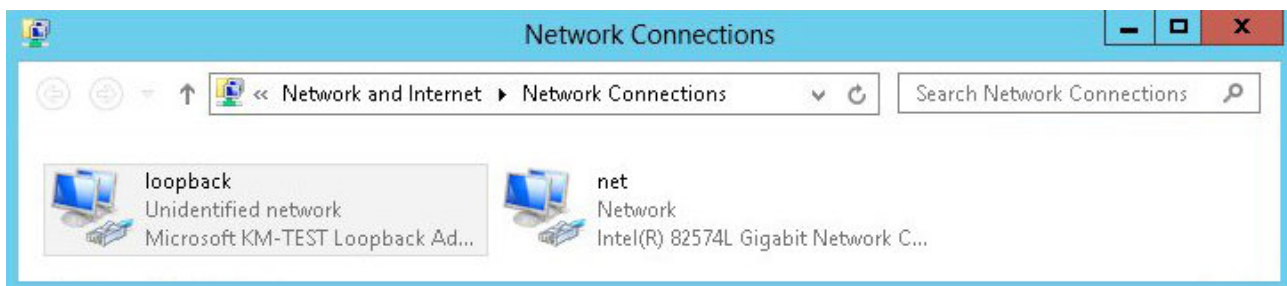 Network Connections
« Network and Internet ▸ Network Connections
Search Network Connections
loopback
Unidentified network
Microsoft KM-TEST Loopback Ad...
net
Network
Intel(R) 82574L Gigabit Network C...